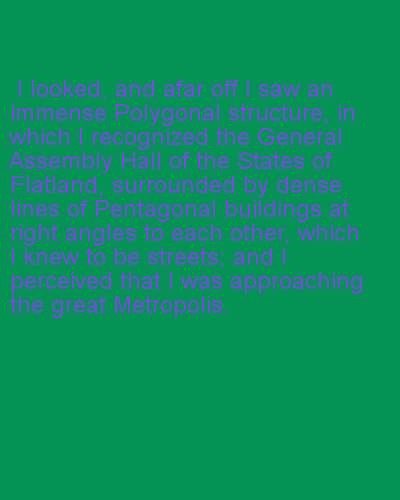 I looked, and afar off I saw an
immense Polygonal structure, in
which I recognized the General
Assembly Hall of the States of
Flatland, surrounded by dense
lines of Pentagonal buildings at
right angles to each other, which
I knew to be streets; and I
perceived that I was approaching
the great Metropolis.